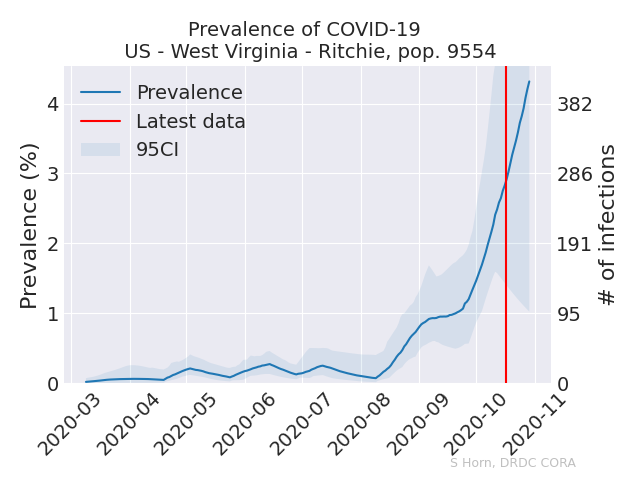 Prevalence of COVID-19
US - West Virginia - Ritchie, pop. 9554
Prevalence
Latest data
95CI
Prevalence (%)
4
3
2
1
0
# of infections
382
286
191
95
0
2020-03
2020-04
2020-05
2020-06
2020-07
2020-08
2020-09
2020-10
2020-11
S Horn, DRDC CORA